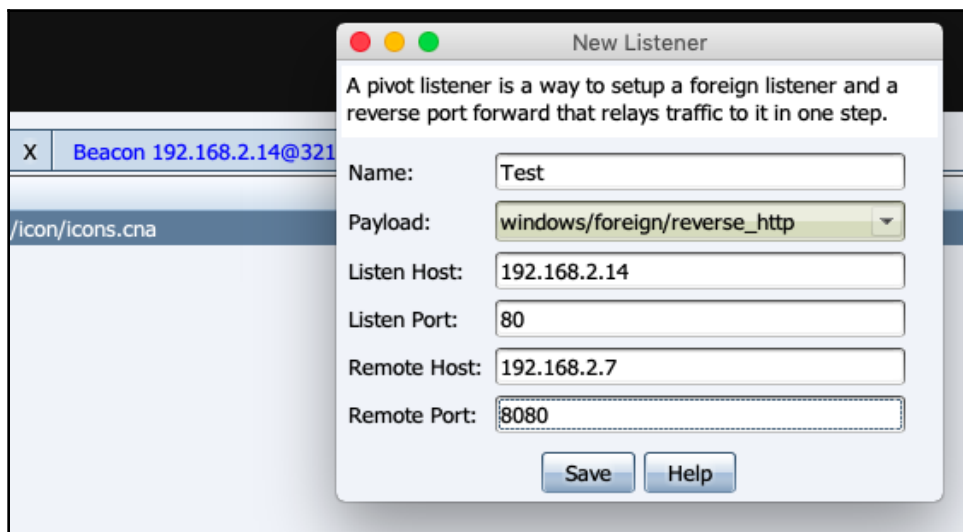 New Listener
A pivot listener is a way to setup a foreign listener and a
reverse port forward that relays traffic to it in one step.
X
Beacon 192.168.2.14@321
/icon/icons.cna
Name: Test
Payload: windows/foreign/reverse_http
Listen Host: 192.168.2.14
Listen Port: 80
Remote Host: 192.168.2.7
Remote Port: 8080
Save Help